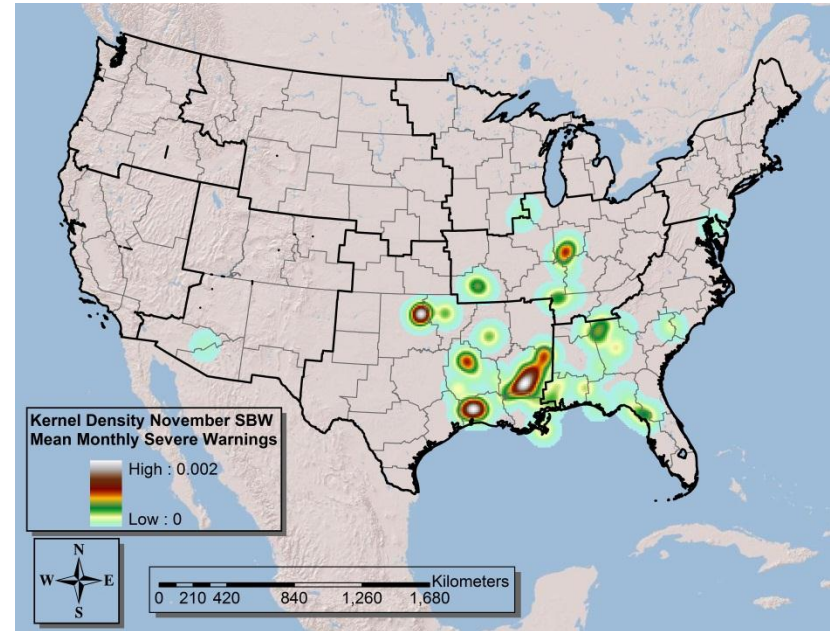 Kernel Density November SBW
Mean Monthly Severe Warnings
High : 0.002
Low : 0
N
W E
S
Kilometers
0 210 420 840 1,260 1,680